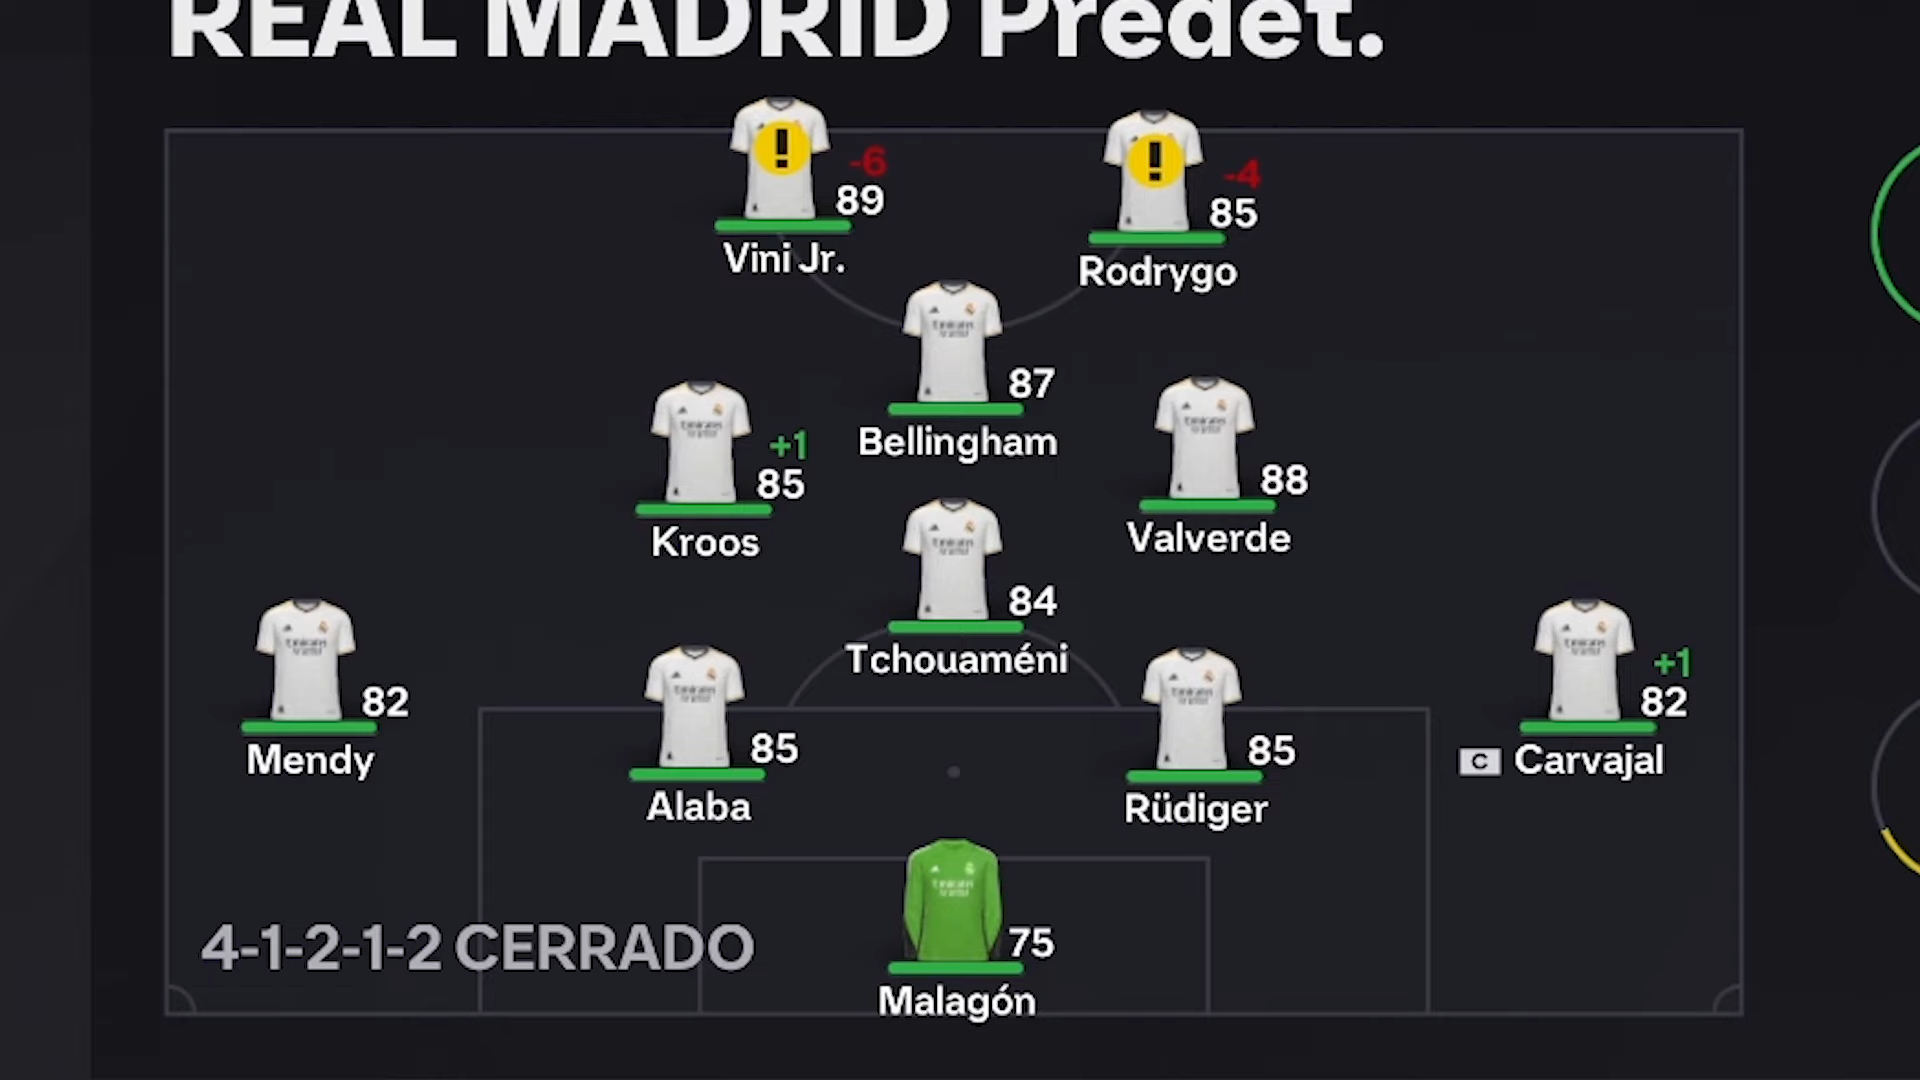 REAL MADRID Predet.
-6
89
Vini Jr.
-4
85
Rodrygo
87
Bellingham
+1
85
Kroos
88
Valverde
84
Tchouaméni
82
Mendy
85
Alaba
85
Rüdiger
+1
82
C Carvajal
75
Malagón
4-1-2-1-2 CERRADO